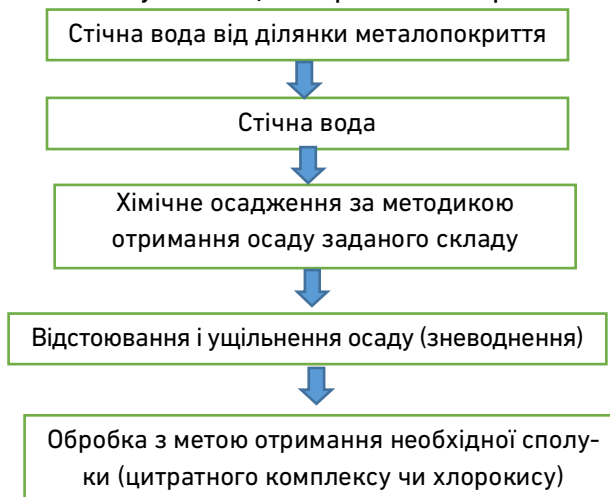 Стічна вода від ділянки металопокриття
Стічна вода
Хімічне осадження за методикою
отримання осаду заданого складу
Відстоювання і ущільнення осаду (зневоднення)
Обробка з метою отримання необхідної сполу-
ки (цитратного комплексу чи хлорокису)